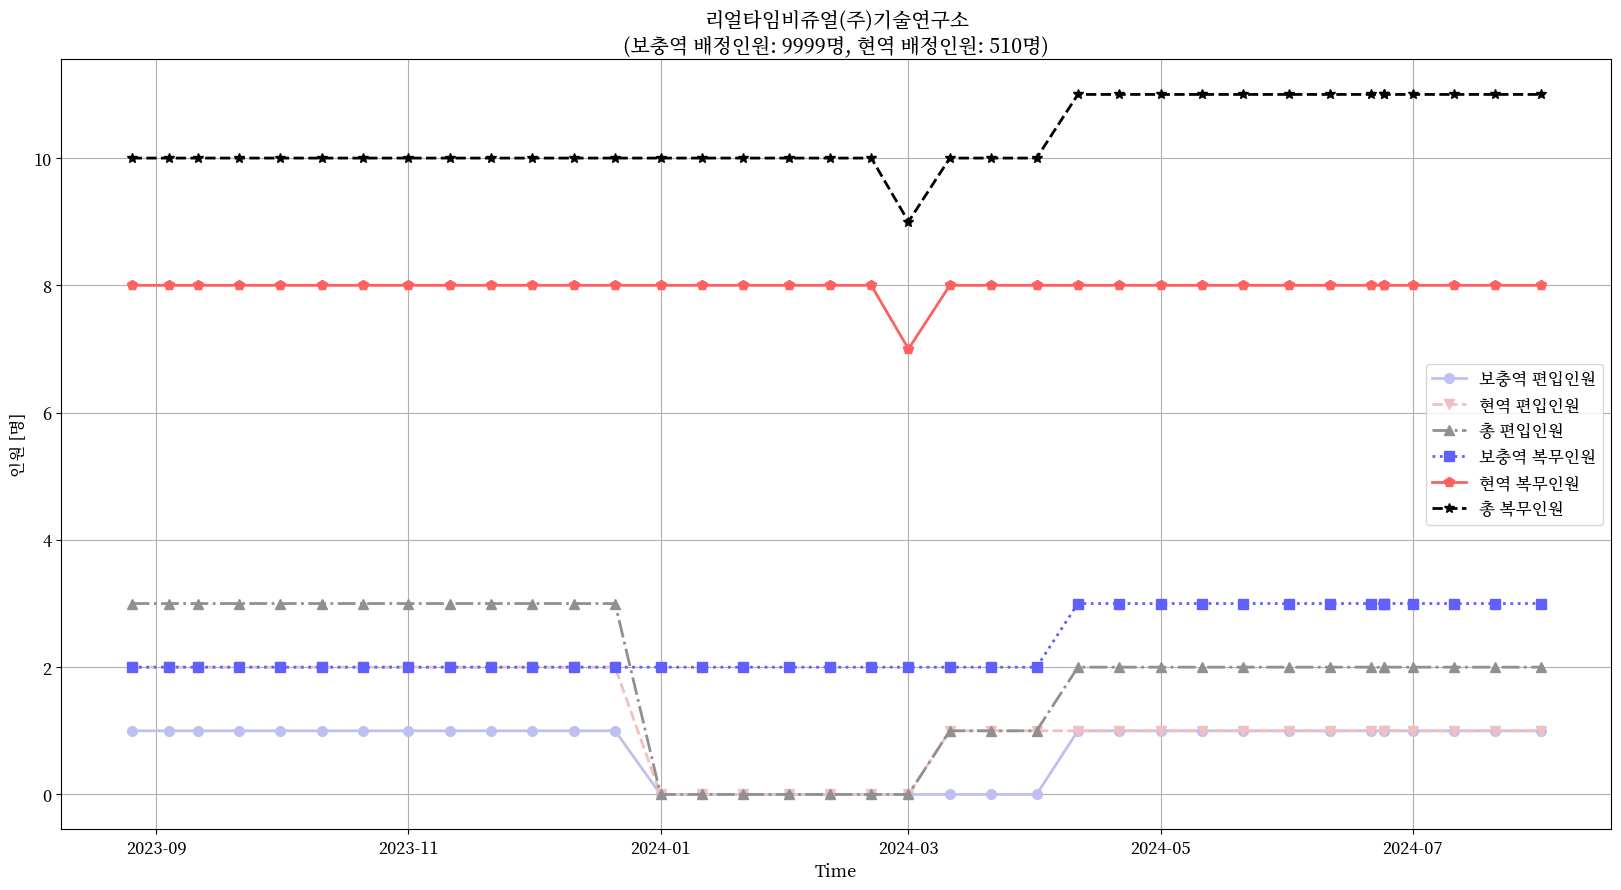 리얼타임비쥬얼(주)기술연구소
(보충역 배정인원: 9999명, 현역 배정인원: 510명)
인원 [명]
10
8
6
4
2
0
보충역 편입인원
현역 편입인원
총 편입인원
보충역 복무인원
현역 복무인원
총 복무인원
2023-09
2023-11
2024-01
2024-03
2024-05
2024-07
Time